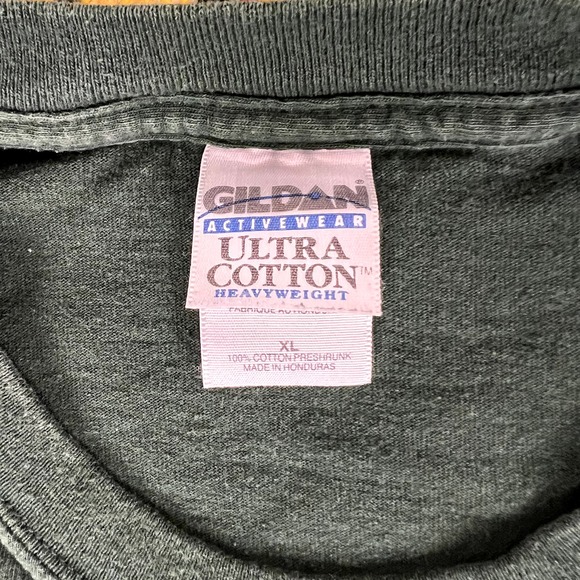 GILDAN®
ACTIVEWEAR
ULTRA
COTTON™
HEAVYWEIGHT
XL
100% COTTON PRESHRUNK
MADE IN HONDURAS